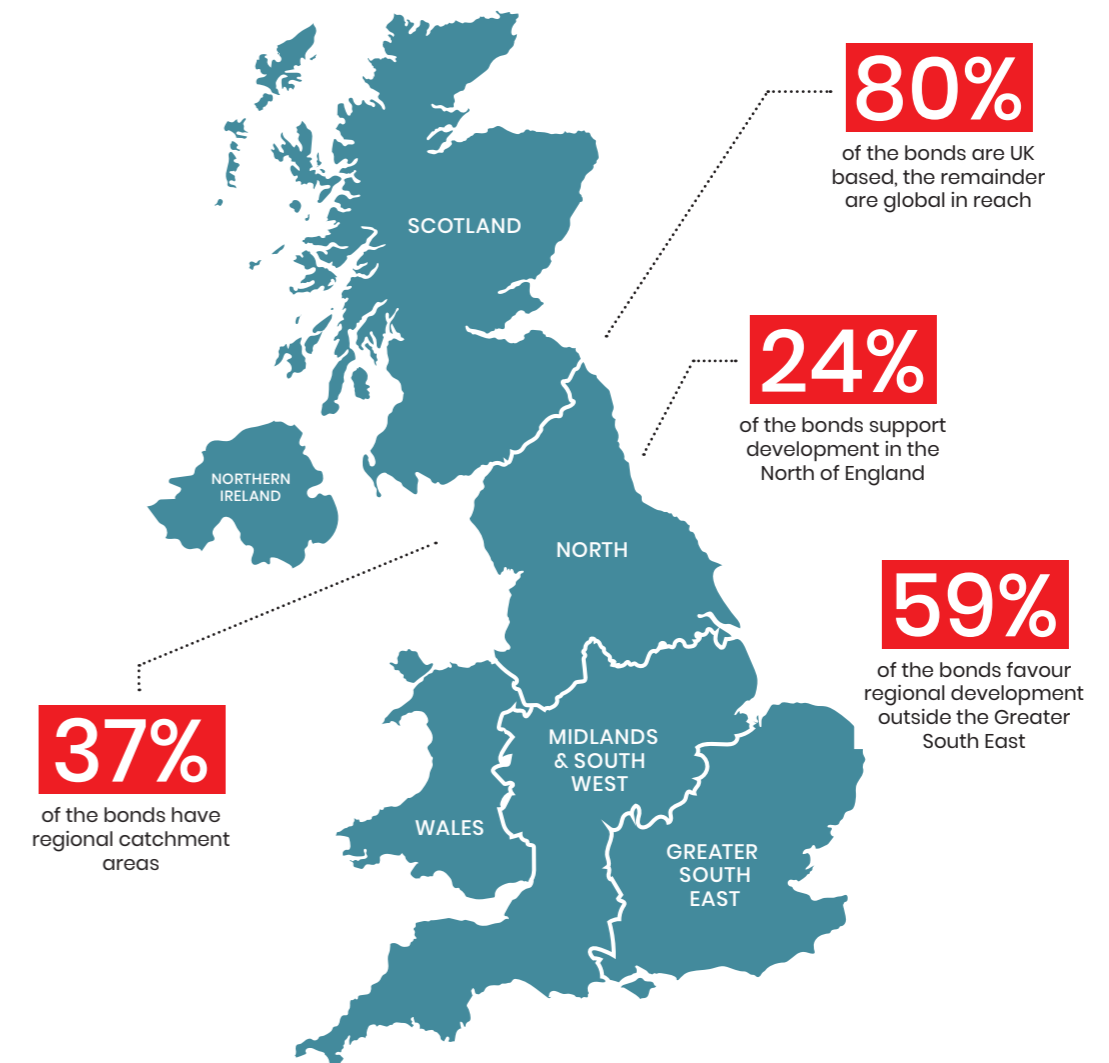 80%
of the bonds are UK
based, the remainder
are global in reach
SCOTLAND
24%
of the bonds support
development in the
North of England
NORTHERN
IRELAND
NORTH
59%
of the bonds favour
regional development
outside the Greater
South East
37%
of the bonds have
regional catchment
areas
MIDLANDS
& SOUTH
WEST
WALES
GREATER
SOUTH
EAST